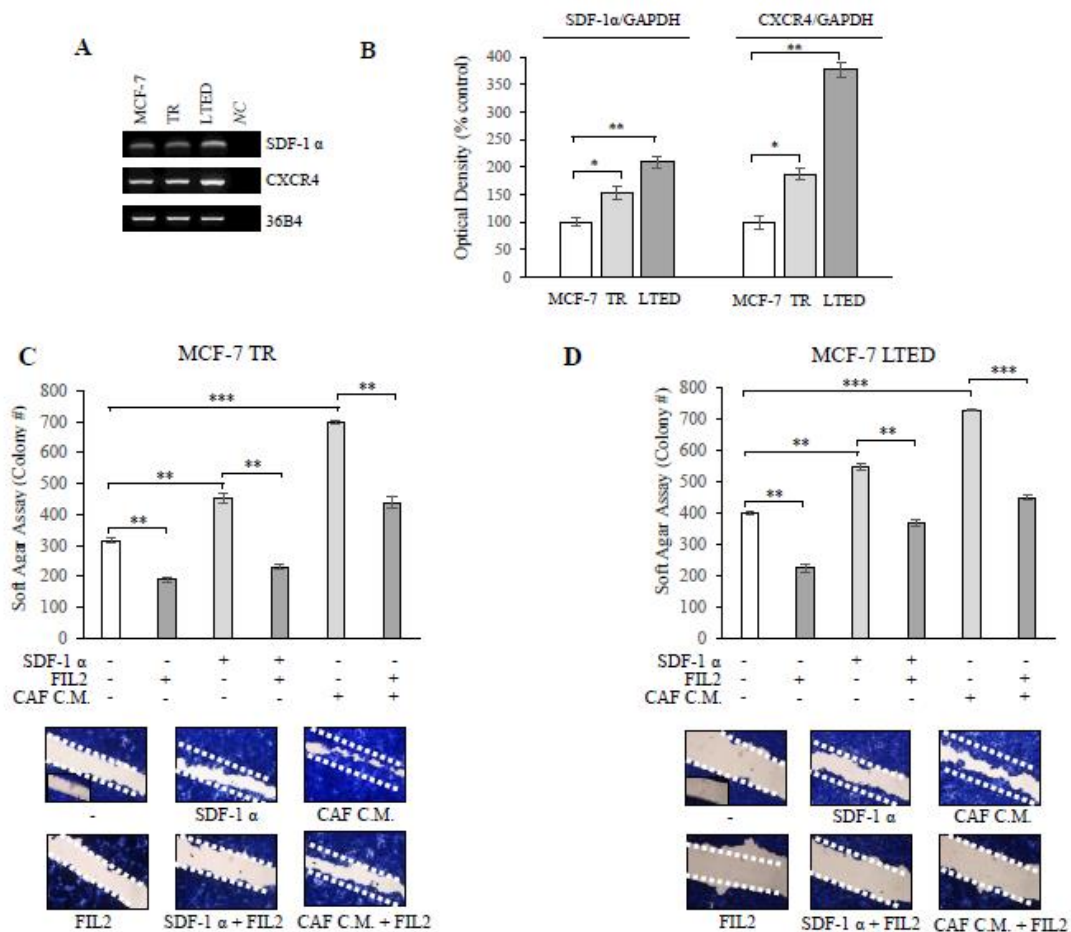 A
MCF-7
TR
LTED
NC
SDF-1 α
CXCR4
36B4
B
SDF-1α/GAPDH
CXCR4/GAPDH
Optical Density (% control)
400
350
300
250
200
150
100
50
0
*
**
*
**
MCF-7 TR LTED
MCF-7 TR LTED
C
MCF-7 TR
Soft Agar Assay (Colony #)
800
700
600
500
400
300
200
100
0
**
**
**
***
**
SDF-1 α - - + + - -
FIL2 - + - + - +
CAF C.M. - - - - + +
-
SDF-1 α
CAF C.M.
FIL2
SDF-1 α + FIL2
CAF C.M. + FIL2
D
MCF-7 LTED
Soft Agar Assay (Colony #)
800
700
600
500
400
300
200
100
0
**
**
**
***
***
SDF-1 α - - + + - -
FIL2 - + - + - +
CAF C.M. - - - - + +
-
SDF-1 α
CAF C.M.
FIL2
SDF-1 α + FIL2
CAF C.M. + FIL2